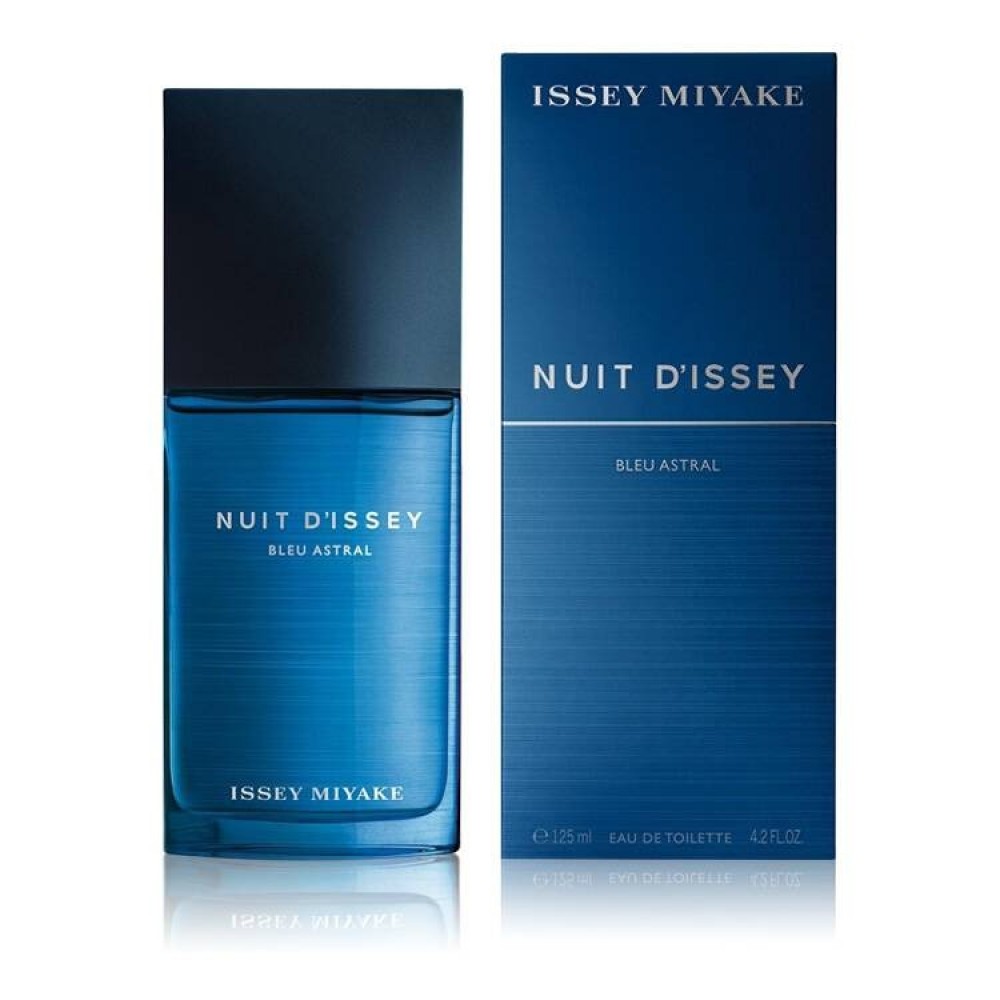 NUIT D'ISSEY
BLEU ASTRAL
ISSEY MIYAKE
ISSEY MIYAKE
NUIT D'ISSEY
BLEU ASTRAL
℮ 125 ml EAU DE TOILETTE 4.2 FL.OZ.